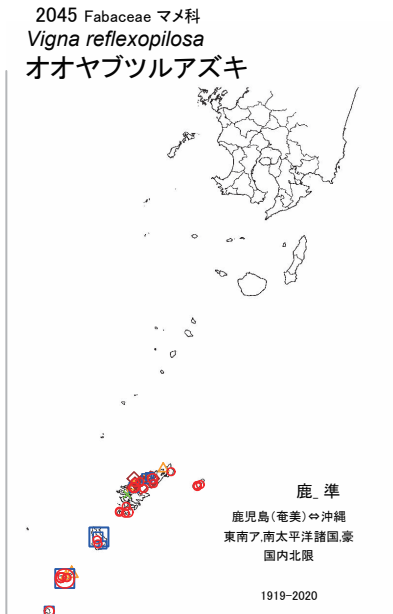 2045 Fabaceae マメ科
Vigna reflexopilosa
オオヤブツルアズキ
鹿_ 準
鹿児島(奄美)⇔沖縄
東南ア,南太平洋諸国,豪
国内北限
1919-2020